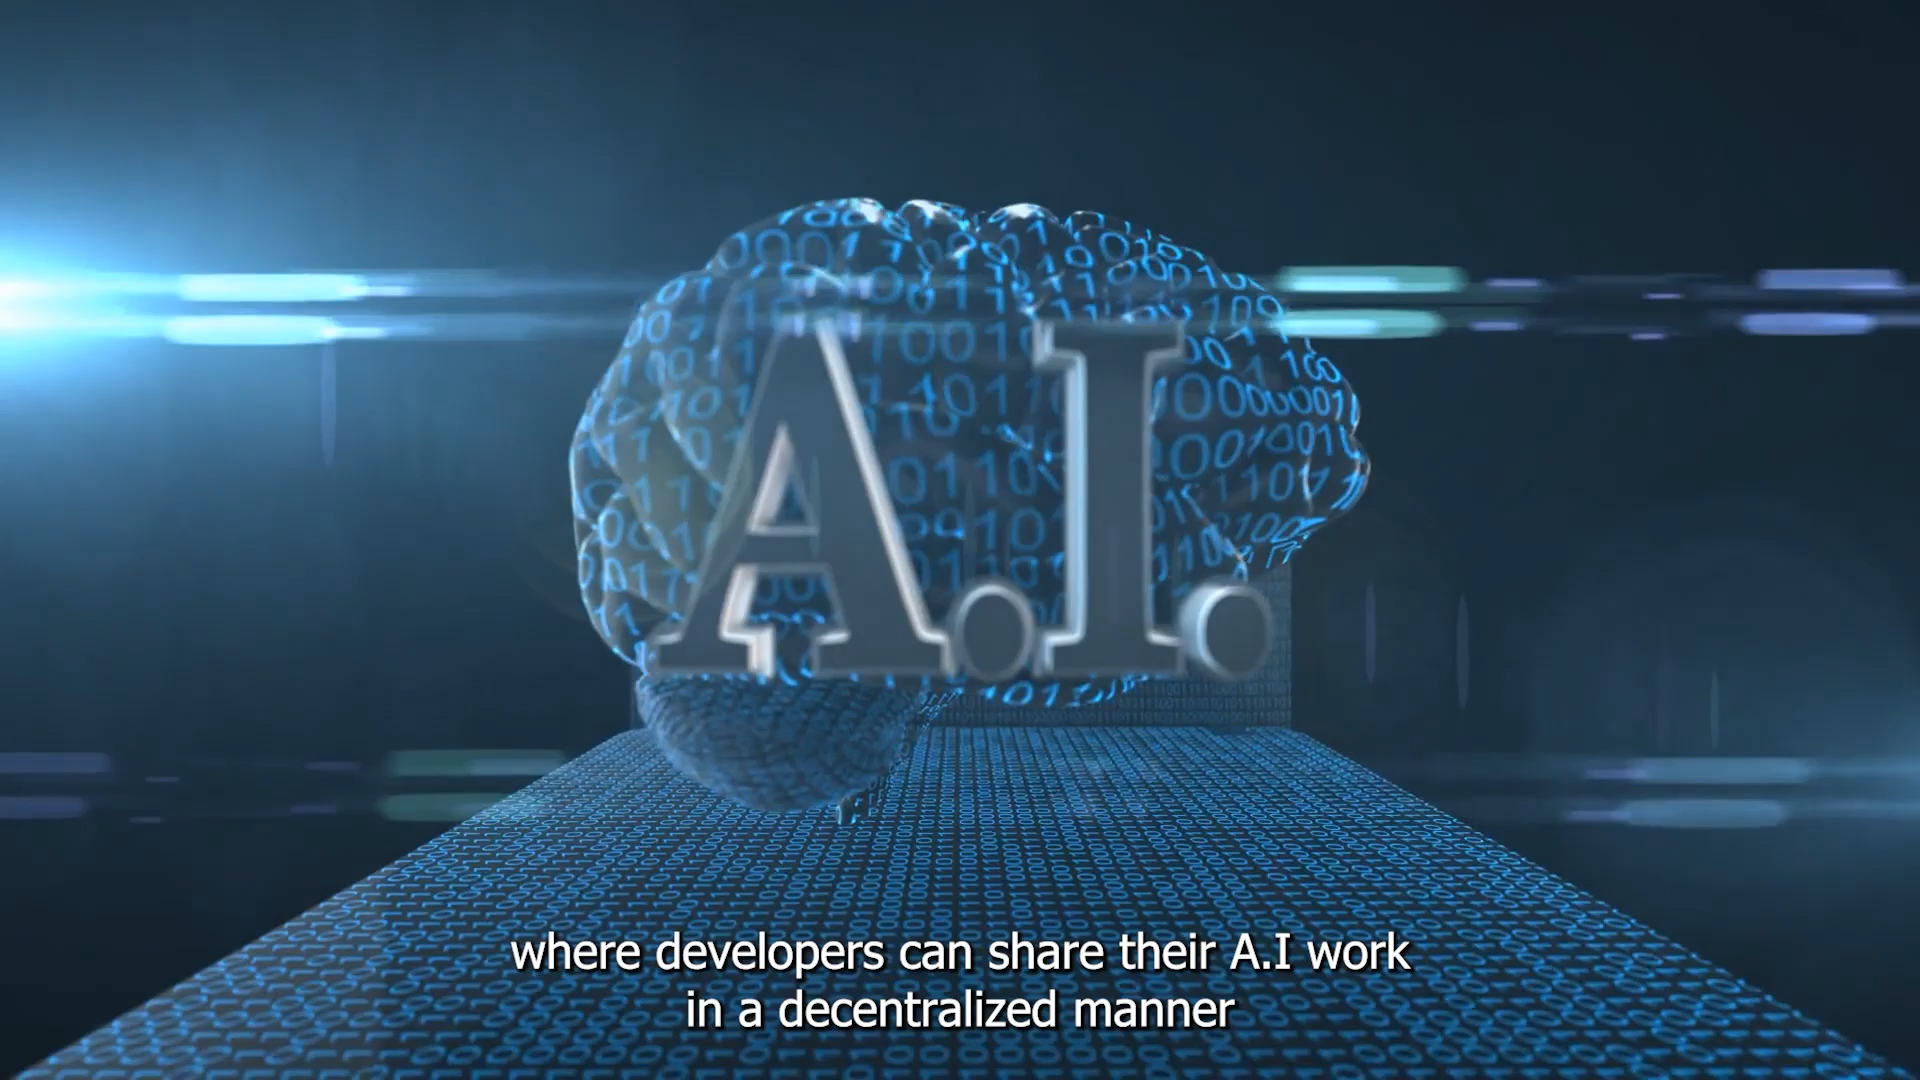 A.I.
where developers can share their A.I work
in a decentralized manner